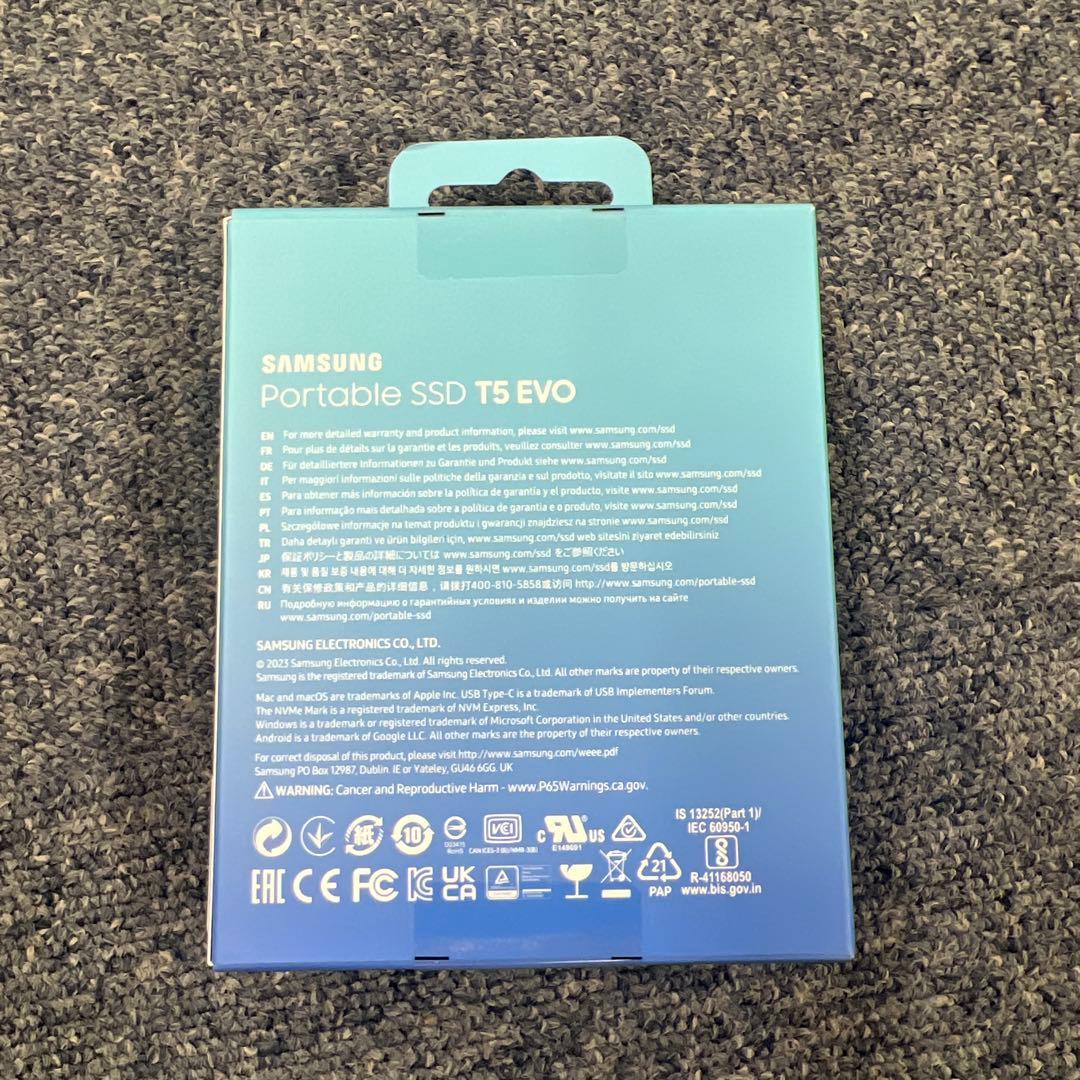 SAMSUNG
Portable SSD T5 EVO
EN For more detailed warranty and product information, please visit www.samsung.com/ssd
FR Pour plus de détails sur la garantie et les produits, veuillez consulter www.samsung.com/ssd
DE Für detailliertere Informationen zu Garantie und Produkt siehe www.samsung.com/ssd
IT Per maggiori informazioni sulle politiche della garanzia e sul prodotto, visitate il sito www.samsung.com/ssd
ES Para obtener más información sobre la política de garantía y el producto, visite www.samsung.com/ssd
PT Para informação mais detalhada sobre a política de garantia e o produto, visite www.samsung.com/ssd
PL Szczegółowe informacje na temat produktu i gwarancji znajdziesz na stronie www.samsung.com/ssd
TR Daha detaylı garanti ve ürün bilgileri için, www.samsung.com/ssd web sitesini ziyaret edebilirsiniz
JP 保証ポリシーと製品の詳細については www.samsung.com/ssd をご参照ください
KR 제품 및 품질 보증 내용에 대해 더 자세한 정보를 원하시면 www.samsung.com/ssd를 방문하십시오
CN 有关保修政策和产品的详细信息，请拨打400-810-5858或访问 http://www.samsung.com/portable-ssd
RU Подробную информацию о гарантийных условиях и изделии можно получить на сайте
www.samsung.com/portable-ssd
SAMSUNG ELECTRONICS CO., LTD.
© 2023 Samsung Electronics Co., Ltd. All rights reserved.
Samsung is the registered trademark of Samsung Electronics Co., Ltd. All other marks are property of their respective owners.
Mac and macOS are trademarks of Apple Inc. USB Type-C is a trademark of USB Implementers Forum.
The NVMe Mark is a registered trademark of NVM Express, Inc.
Windows is a trademark or registered trademark of Microsoft Corporation in the United States and/or other countries.
Android is a trademark of Google LLC. All other marks are the property of their respective owners.
For correct disposal of this product, please visit http://www.samsung.com/weee.pdf
Samsung PO Box 12987, Dublin. IE or Yateley, GU46 6GG. UK
WARNING: Cancer and Reproductive Harm - www.P65Warnings.ca.gov.
紙 10 D33415 RoHS VCI CAN ICES-3 (B)/NMB-3(B) c RU US E149691
IS 13252(Part 1)/
IEC 60950-1
R-41168050
www.bis.gov.in
EAC CE FC KC UK CA 21 PAP